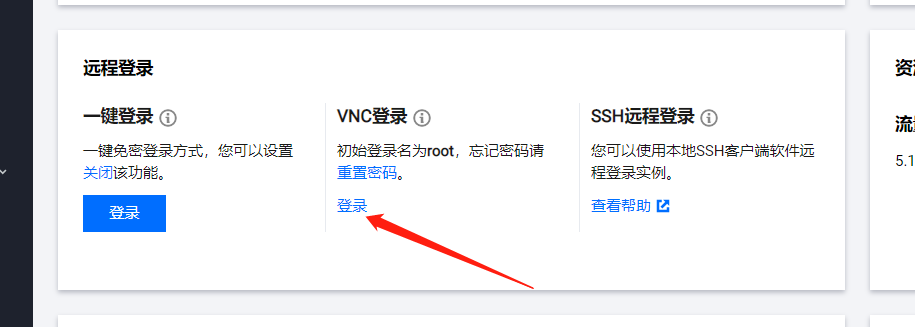 远程登录
一键登录
一键免密登录方式，您可以设置
关闭该功能。
登录
VNC登录
初始登录名为root，忘记密码请
重置密码。
登录
SSH远程登录
您可以使用本地SSH客户端软件远
程登录实例。
查看帮助
资
流
5.1